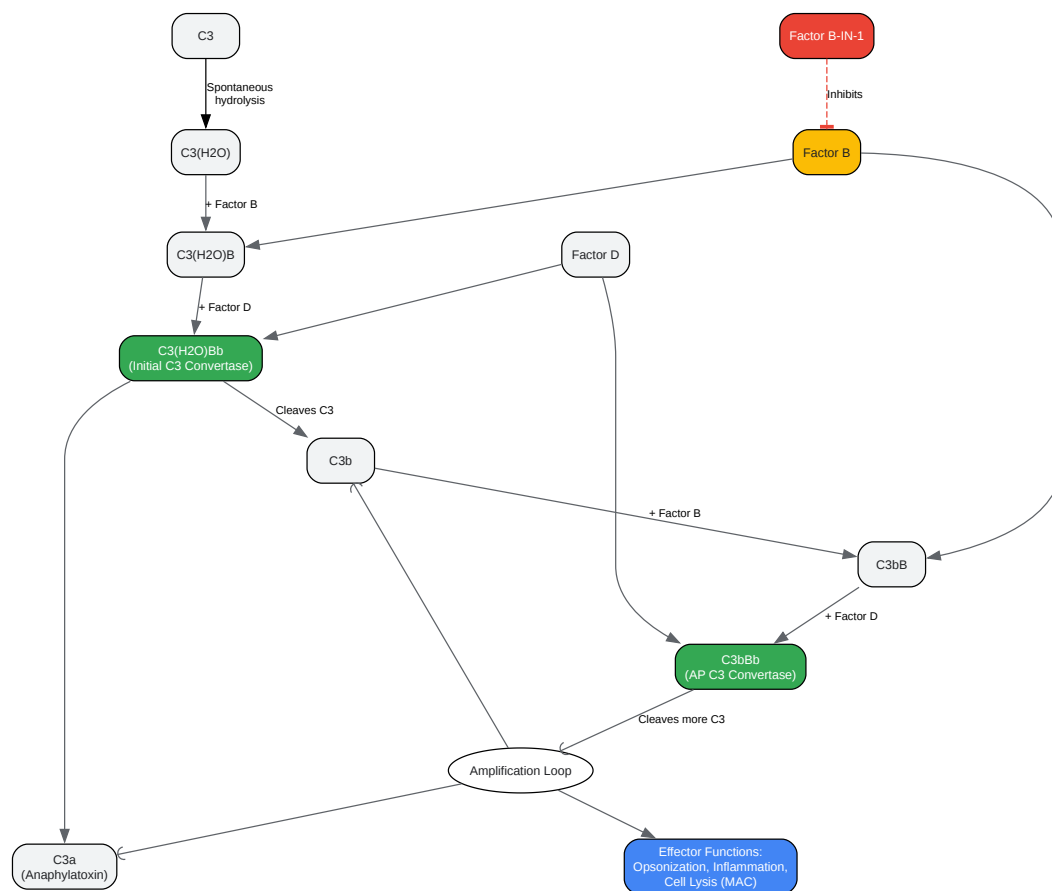 C3
Factor B-IN-1
Spontaneous
hydrolysis
Inhibits
C3(H2O)
Factor B
+ Factor B
C3(H2O)B
Factor D
+ Factor D
C3(H2O)Bb
(Initial C3 Convertase)
Cleaves C3
C3b
+ Factor B
C3bB
+ Factor D
C3bBb
(AP C3 Convertase)
Cleaves more C3
Amplification Loop
C3a
(Anaphylatoxin)
Effector Functions:
Opsonization, Inflammation,
Cell Lysis (MAC)